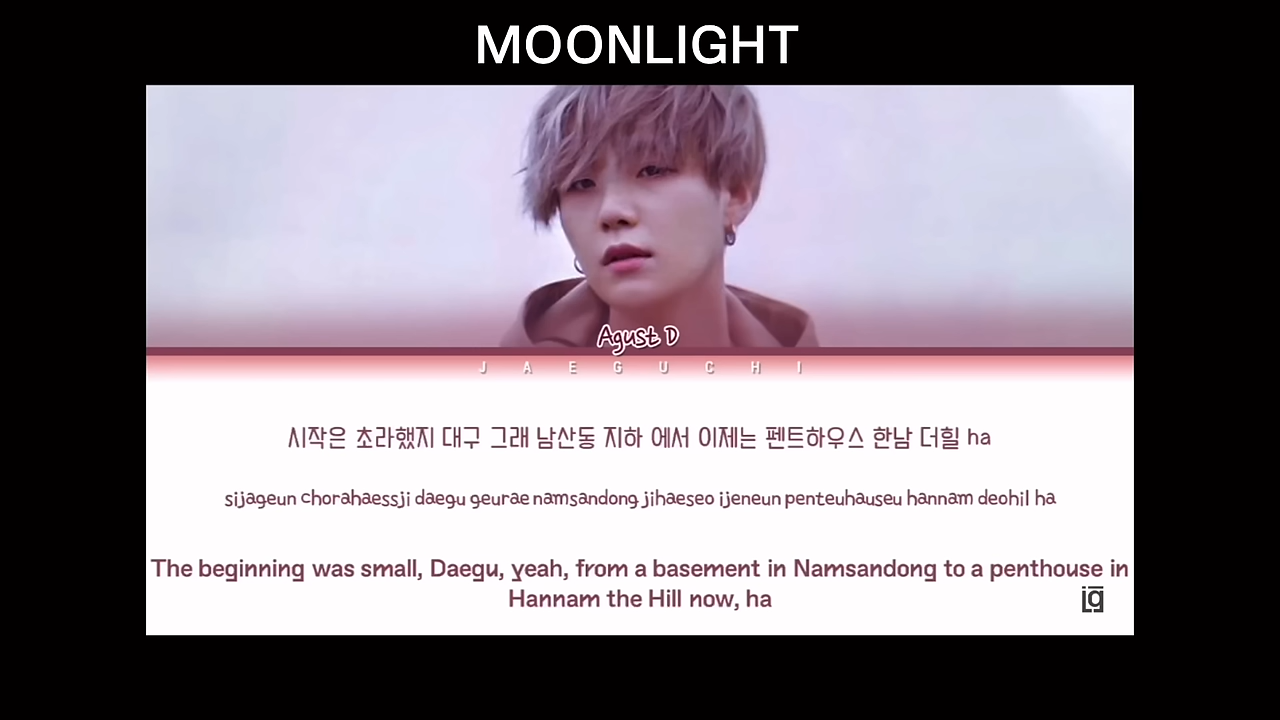 MOONLIGHT
Agust D
JAEGUCHI
시작은 초라했지 대구 그래 남산동 지하 에서 이제는 펜트하우스 한남 더힐 ha
sijageun chorahaessji daegu geurae namsandong jihaeseo ijeneun penteuhauseu hannam deohil ha
The beginning was small, Daegu, yeah, from a basement in Namsandong to a penthouse in
Hannam the Hill now, ha
jg